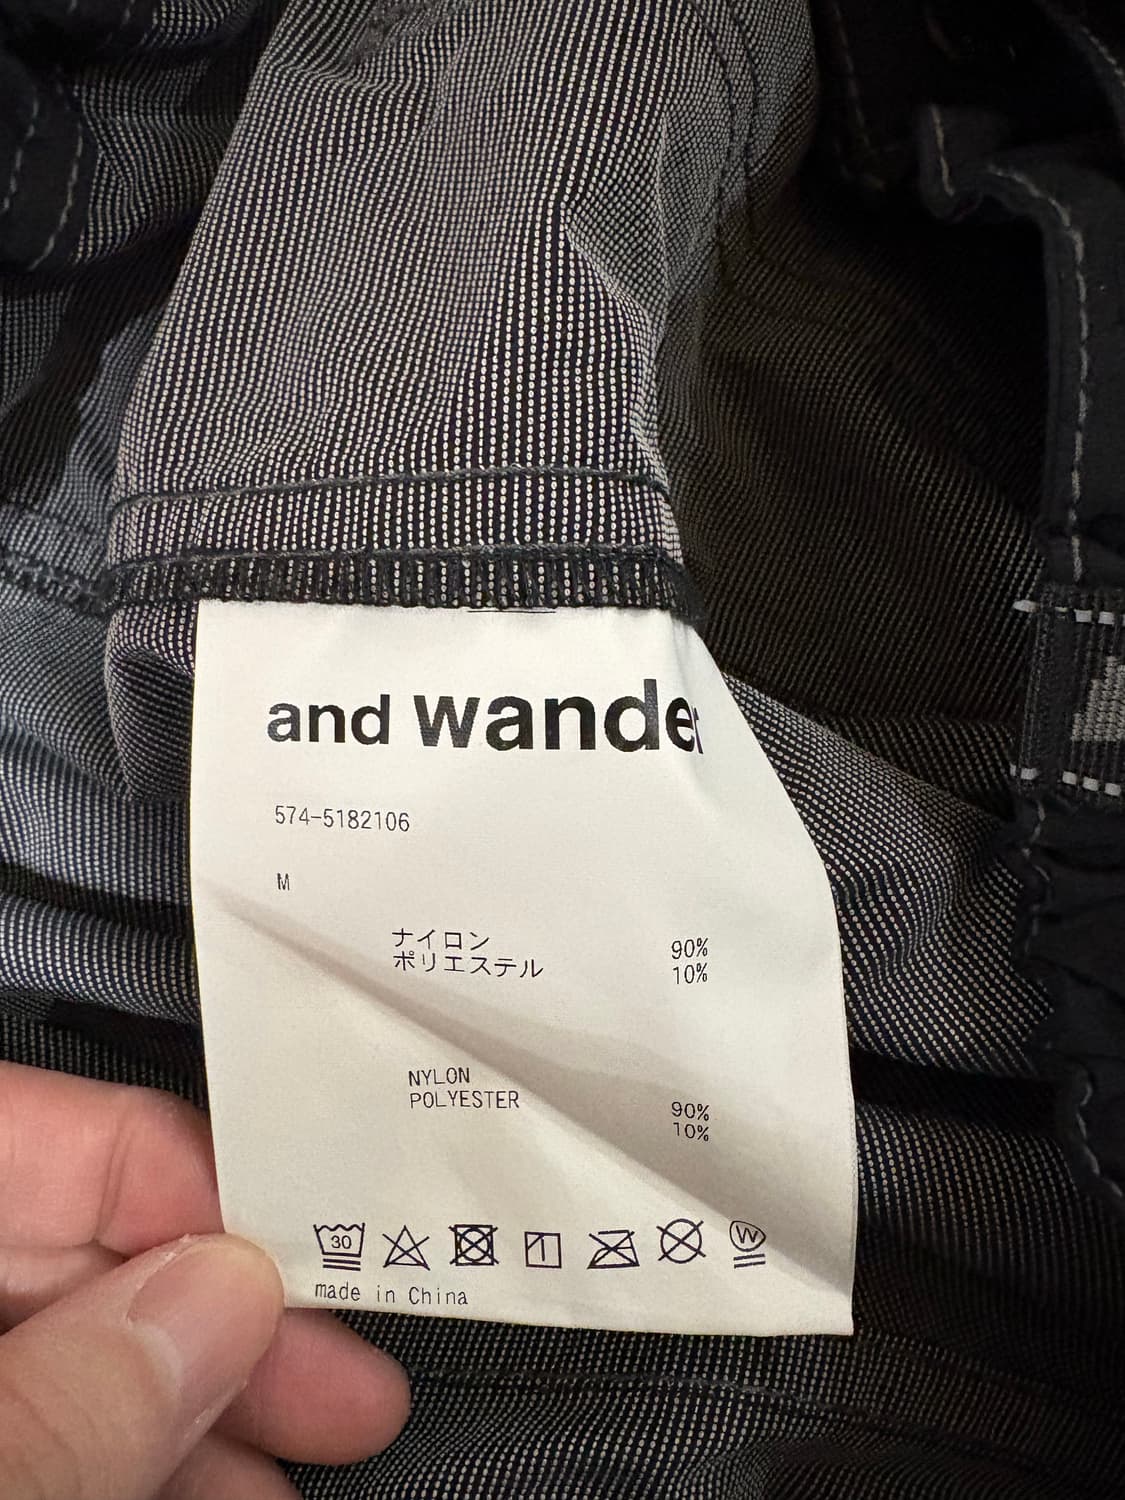 and wander
574-5182106
M
ナイロン 90%
ポリエステル 10%
NYLON 90%
POLYESTER 10%
30 W
made in China